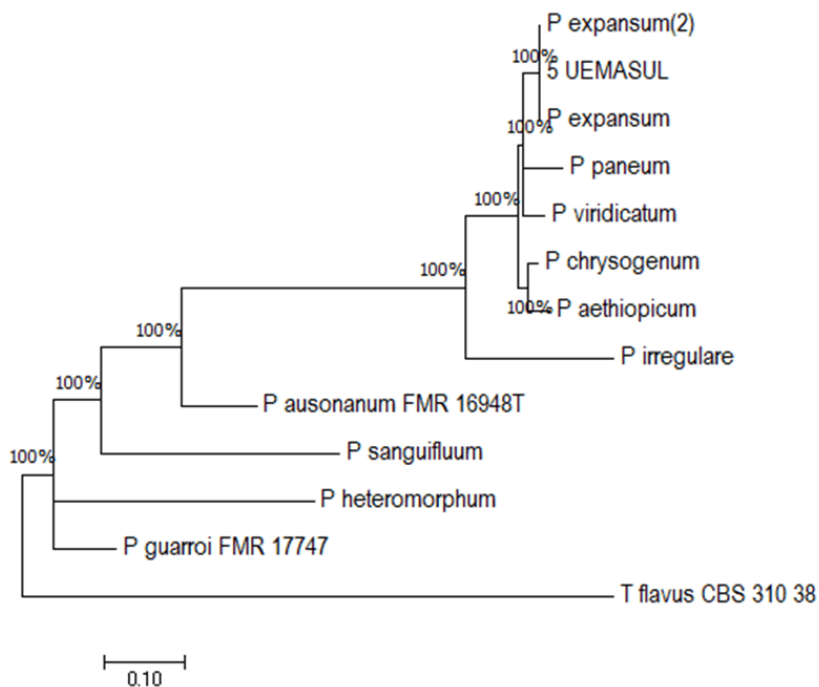 P expansum(2)
100%
5 UEMASUL
P expansum
100%
P paneum
100%
P viridicatum
P chrysogenum
100%
100%
P aethiopicum
100%
P irregulare
100%
P ausonanum FMR 16948T
P sanguifluum
100%
P heteromorphum
P guarroi FMR 17747
T flavus CBS 310 38
0.10